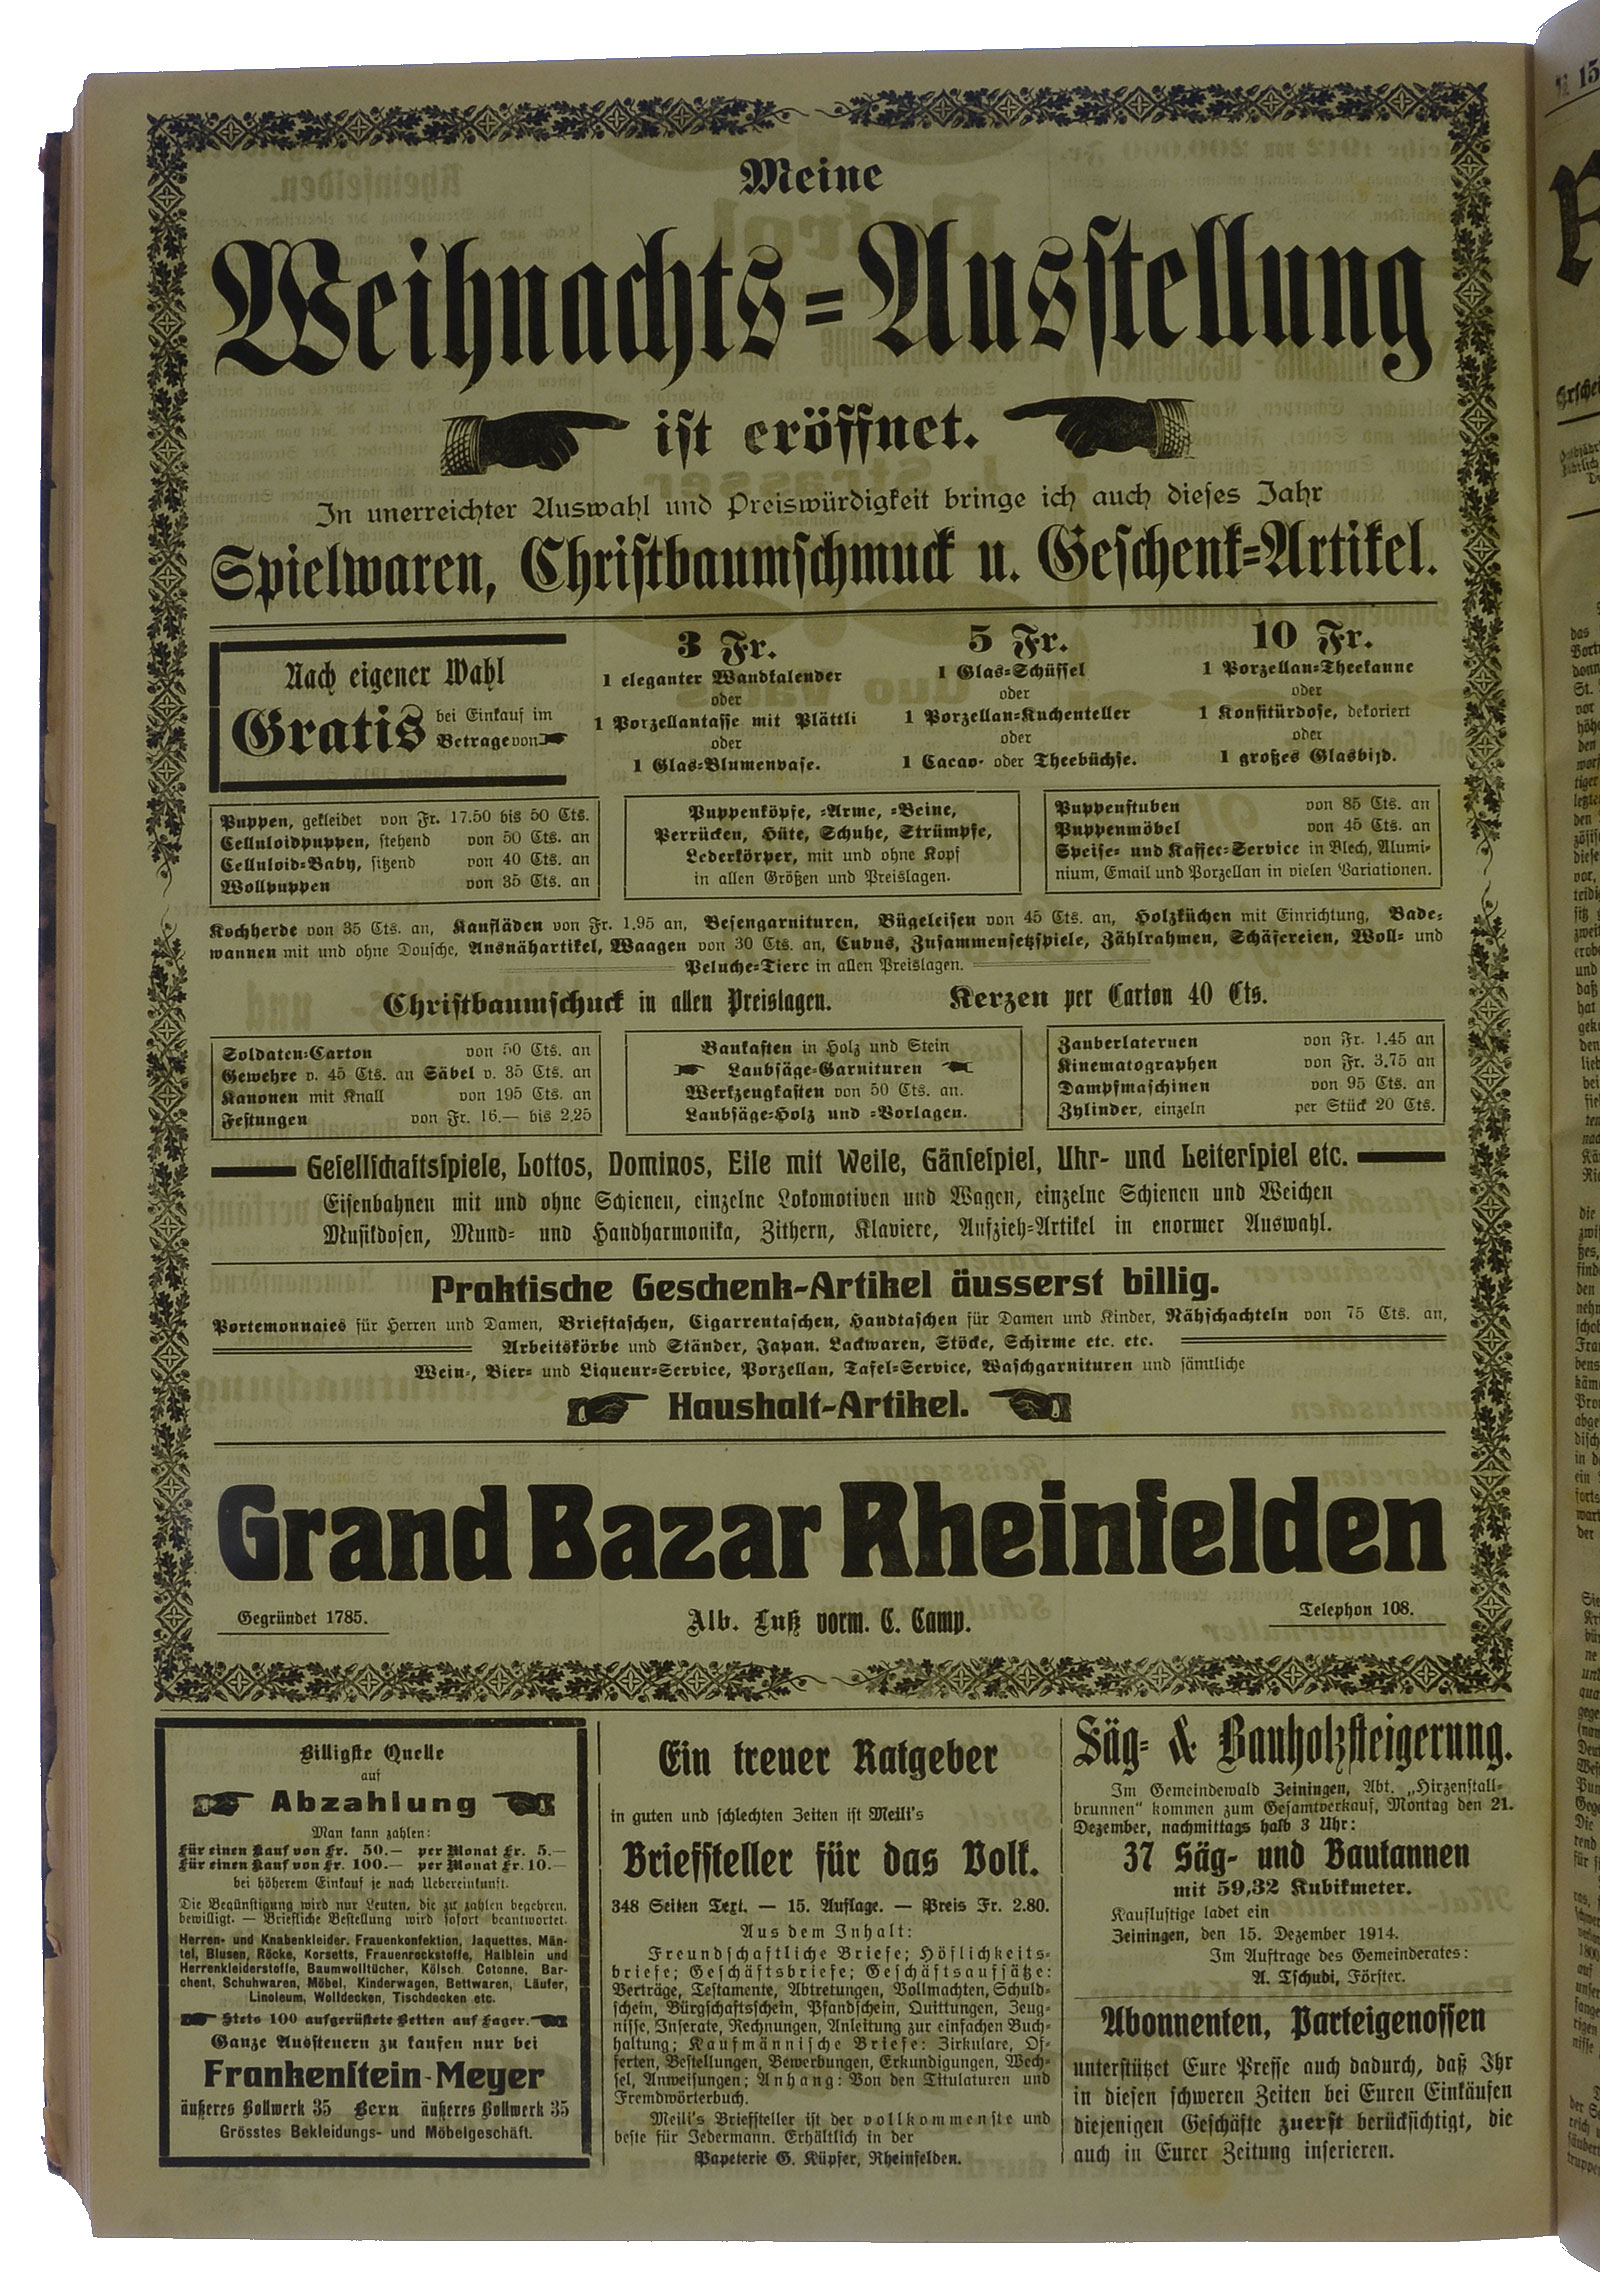 Meine
Weihnachts=Ausstellung
ist eröffnet.
In unerreichter Auswahl und Preiswürdigkeit bringe ich auch dieses Jahr
Spielwaren, Christbaumschmuck u. Geschenk=Artikel.
Nach eigener Wahl
Gratis bei Einkauf im
Betrage von
3 Fr.
1 eleganter Wandkalender
oder
1 Porzellantasse mit Plättli
oder
1 Glas=Blumenvase.
5 Fr.
1 Glas=Schüssel
oder
1 Porzellan=Kuchenteller
oder
1 Cacao- oder Theebüchse.
10 Fr.
1 Porzellan=Theekanne
oder
1 Konfitürdose, dekoriert
oder
1 großes Glasbild.
Puppen, gekleidet von Fr. 17.50 bis 50 Cts.
Celluloidpuppen, stehend von 50 Cts. an
Celluloid=Baby, sitzend von 40 Cts. an
Wollpuppen von 35 Cts. an
Puppenköpfe, =Arme, =Beine,
Perrücken, Hüte, Schuhe, Strümpfe,
Lederkörper, mit und ohne Kopf
in allen Größen und Preislagen.
Puppenstuben von 85 Cts. an
Puppenmöbel von 45 Cts. an
Speise= und Kaffee=Service in Blech, Alumi-
nium, Email und Porzellan in vielen Variationen.
Kochherde von 35 Cts. an, Kaufläden von Fr. 1.95 an, Besengarnituren, Bügeleisen von 45 Cts. an, Holzküchen mit Einrichtung, Bade=
wannen mit und ohne Dousche, Ausnähartikel, Waagen von 30 Cts. an, Cubus, Zusammensetzspiele, Zählrahmen, Schäfereien, Woll= und
Peluche=Tiere in allen Preislagen.
Christbaumschuck in allen Preislagen. Kerzen per Carton 40 Cts.
Soldaten=Carton von 50 Cts. an
Gewehre v. 45 Cts. an Säbel v. 35 Cts. an
Kanonen mit Knall von 195 Cts. an
Festungen von Fr. 16.— bis 2.25
Baukasten in Holz und Stein
Laubsäge=Garnituren
Werkzeugkasten von 50 Cts. an.
Laubsäge=Holz und =Vorlagen.
Zauberlaternen von Fr. 1.45 an
Kinematographen von Fr. 3.75 an
Dampfmaschinen von 95 Cts. an
Zylinder, einzeln per Stück 20 Cts.
Gesellschaftsspiele, Lottos, Dominos, Eile mit Weile, Gänsespiel, Uhr- und Leiterspiel etc.
Eisenbahnen mit und ohne Schienen, einzelne Lokomotiven und Wagen, einzelne Schienen und Weichen
Musikdosen, Mund= und Handharmonika, Zithern, Klaviere, Aufzieh=Artikel in enormer Auswahl.
Praktische Geschenk-Artikel äusserst billig.
Portemonnaies für Herren und Damen, Brieftaschen, Cigarrentaschen, Handtaschen für Damen und Kinder, Nähschachteln von 75 Cts. an,
Arbeitskörbe und Ständer, Japan. Lackwaren, Stöcke, Schirme etc. etc.
Wein-, Bier= und Liqueur=Service, Porzellan, Tafel=Service, Waschgarnituren und sämtliche
Haushalt-Artikel.
Grand Bazar Rheinfelden
Gegründet 1785.
Alb. Luß vorm. C. Camp.
Telephon 108.
Billigste Quelle
auf
Abzahlung
Man kann zahlen:
für einen Kauf von Fr. 50.— per Monat Fr. 5.—
für einen Kauf von Fr. 100.— per Monat Fr. 10.—
bei höherem Einkauf je nach Uebereinkunft.
Die Begünstigung wird nur Leuten, die zu zahlen begehren,
bewilligt. — Briefliche Bestellung wird sofort beantwortet.
Herren- und Knabenkleider, Frauenkonfektion, Jaquettes, Män-
tel, Blusen, Röcke, Korsetts, Frauenrockstoffe, Halblein und
Herrenkleiderstoffe, Baumwolltücher, Kölsch, Cotonne, Bar-
chent, Schuhwaren, Möbel, Kinderwagen, Bettwaren, Läufer,
Linoleum, Wolldecken, Tischdecken etc.
Stets 100 aufgerüstete Betten auf Lager.
Ganze Aussteuern zu kaufen nur bei
Frankenstein-Meyer
äußeres Bollwerk 35 Bern äußeres Bollwerk 35
Grösstes Bekleidungs- und Möbelgeschäft.
Ein treuer Ratgeber
in guten und schlechten Zeiten ist Meili's
Briefsteller für das Volk.
348 Seiten Text. — 15. Auflage. — Preis Fr. 2.80.
Aus dem Inhalt:
Freundschaftliche Briefe; Höflichkeits=
briefe; Geschäftsbriefe; Geschäftsaufsätze:
Verträge, Testamente, Abtretungen, Vollmachten, Schuld=
schein, Bürgschaftsschein, Pfandschein, Quittungen, Zeug=
nisse, Inserate, Rechnungen, Anleitung zur einfachen Buch=
haltung; Kaufmännische Briefe: Zirkulare, Of=
ferten, Bestellungen, Bewerbungen, Erkundigungen, Wech=
sel, Anweisungen; Anhang: Von den Titulaturen und
Fremdwörterbuch.
Meili's Briefsteller ist der vollkommenste und
beste für Jedermann. Erhältlich in der
Papeterie G. Küpfer, Rheinfelden.
Säg= & Bauholzsteigerung.
Im Gemeindewald Zeiningen, Abt. „Hirzenstall-
brunnen“ kommen zum Gesamtverkauf, Montag den 21.
Dezember, nachmittags halb 3 Uhr:
37 Säg- und Bautannen
mit 59,32 Kubikmeter.
Kauflustige ladet ein
Zeiningen, den 15. Dezember 1914.
Im Auftrage des Gemeinderates:
A. Tschudi, Förster.
Abonnenten, Parteigenossen
unterstützet Eure Presse auch dadurch, daß Ihr
in diesen schweren Zeiten bei Euren Einkäufen
diejenigen Geschäfte zuerst berücksichtigt, die
auch in Eurer Zeitung inserieren.